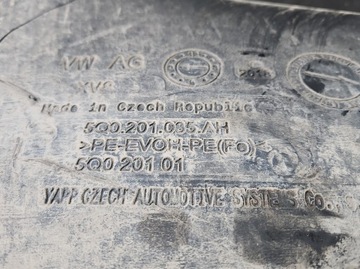 VW AG
Made in Czech Republic
5Q0.201.085.AH
>PE-EVOH-PE(FO)<
5Q0 201 01
YAPP CZECH AUTOMOTIVE SYSTEMS Co.,